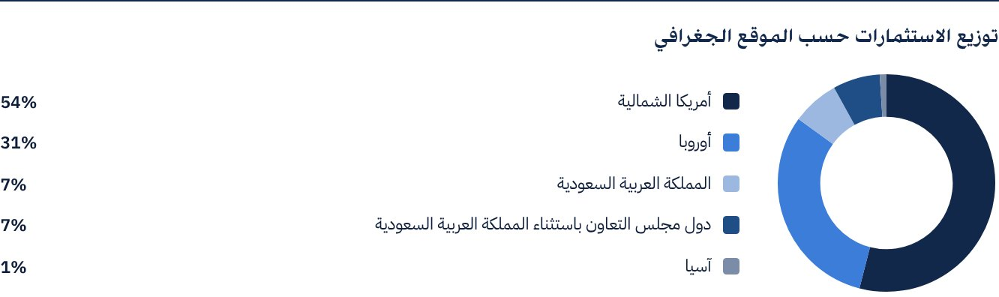 توزيع الاستثمارات حسب الموقع الجغرافي
أمريكا الشمالية 54%
أوروبا 31%
المملكة العربية السعودية 7%
دول مجلس التعاون باستثناء المملكة العربية السعودية 7%
آسيا 1%